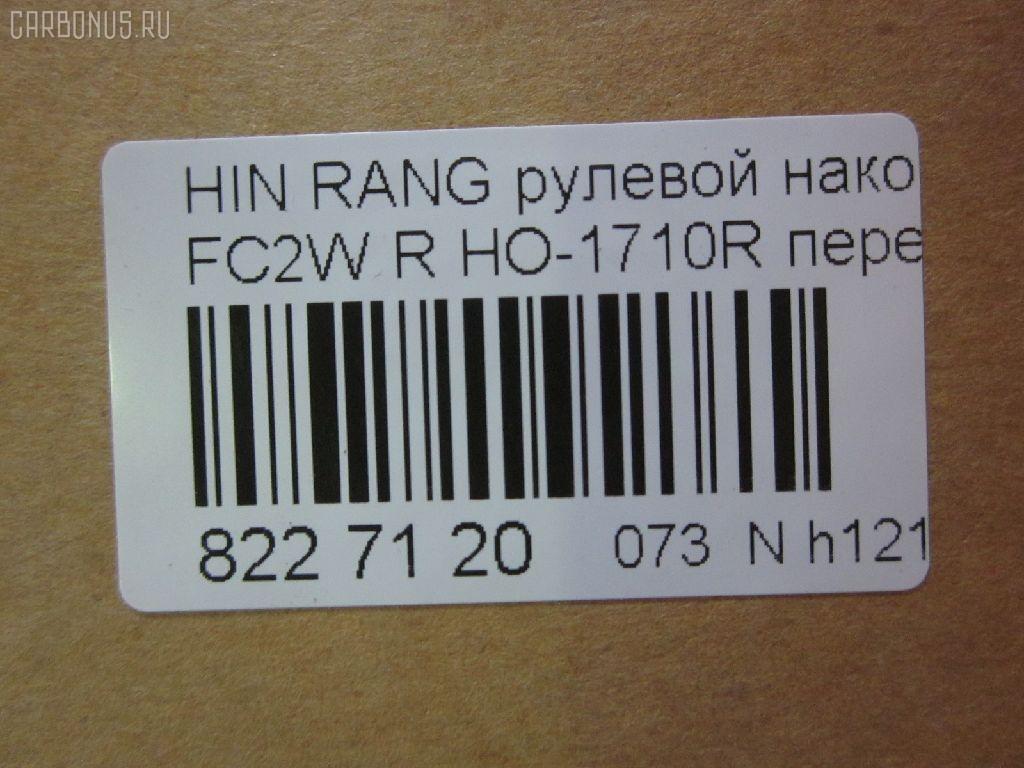 CARBONUS.RU
HIN RANG рулевой нако
FC2W R HO-1710R пере
822 71 20 073 N h121